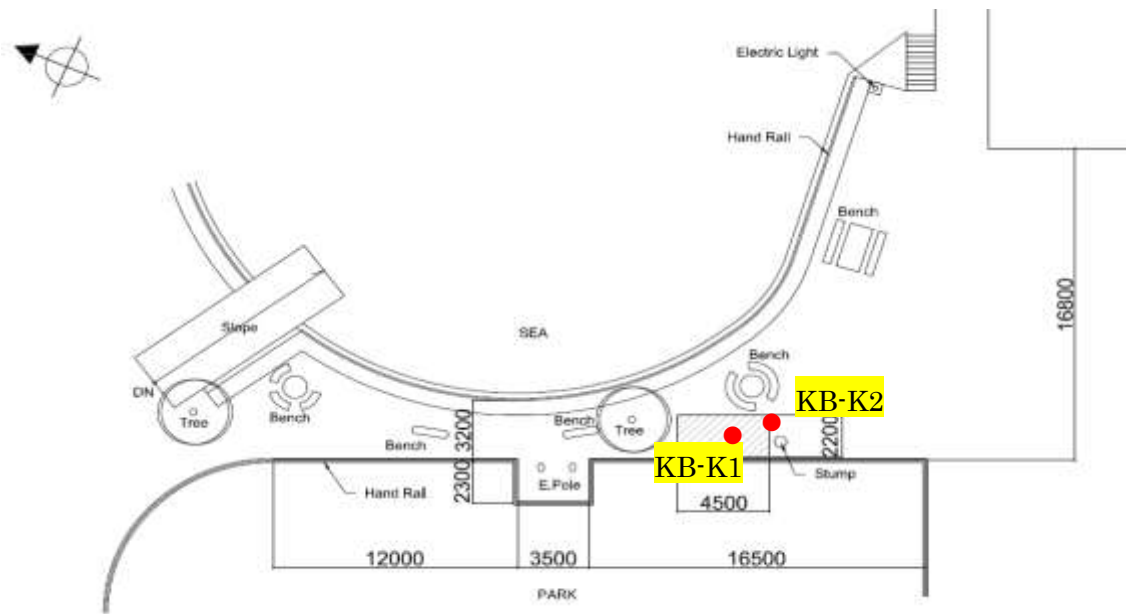 Electric Light
Hand Rail
Bench
16800
Slope
SEA
DN
Tree
Bench
Bench
3200
Bench
Tree
Bench
KB-K2
KB-K1
2200
Stump
Hand Rail
2300
E.Pole
4500
12000
3500
16500
PARK